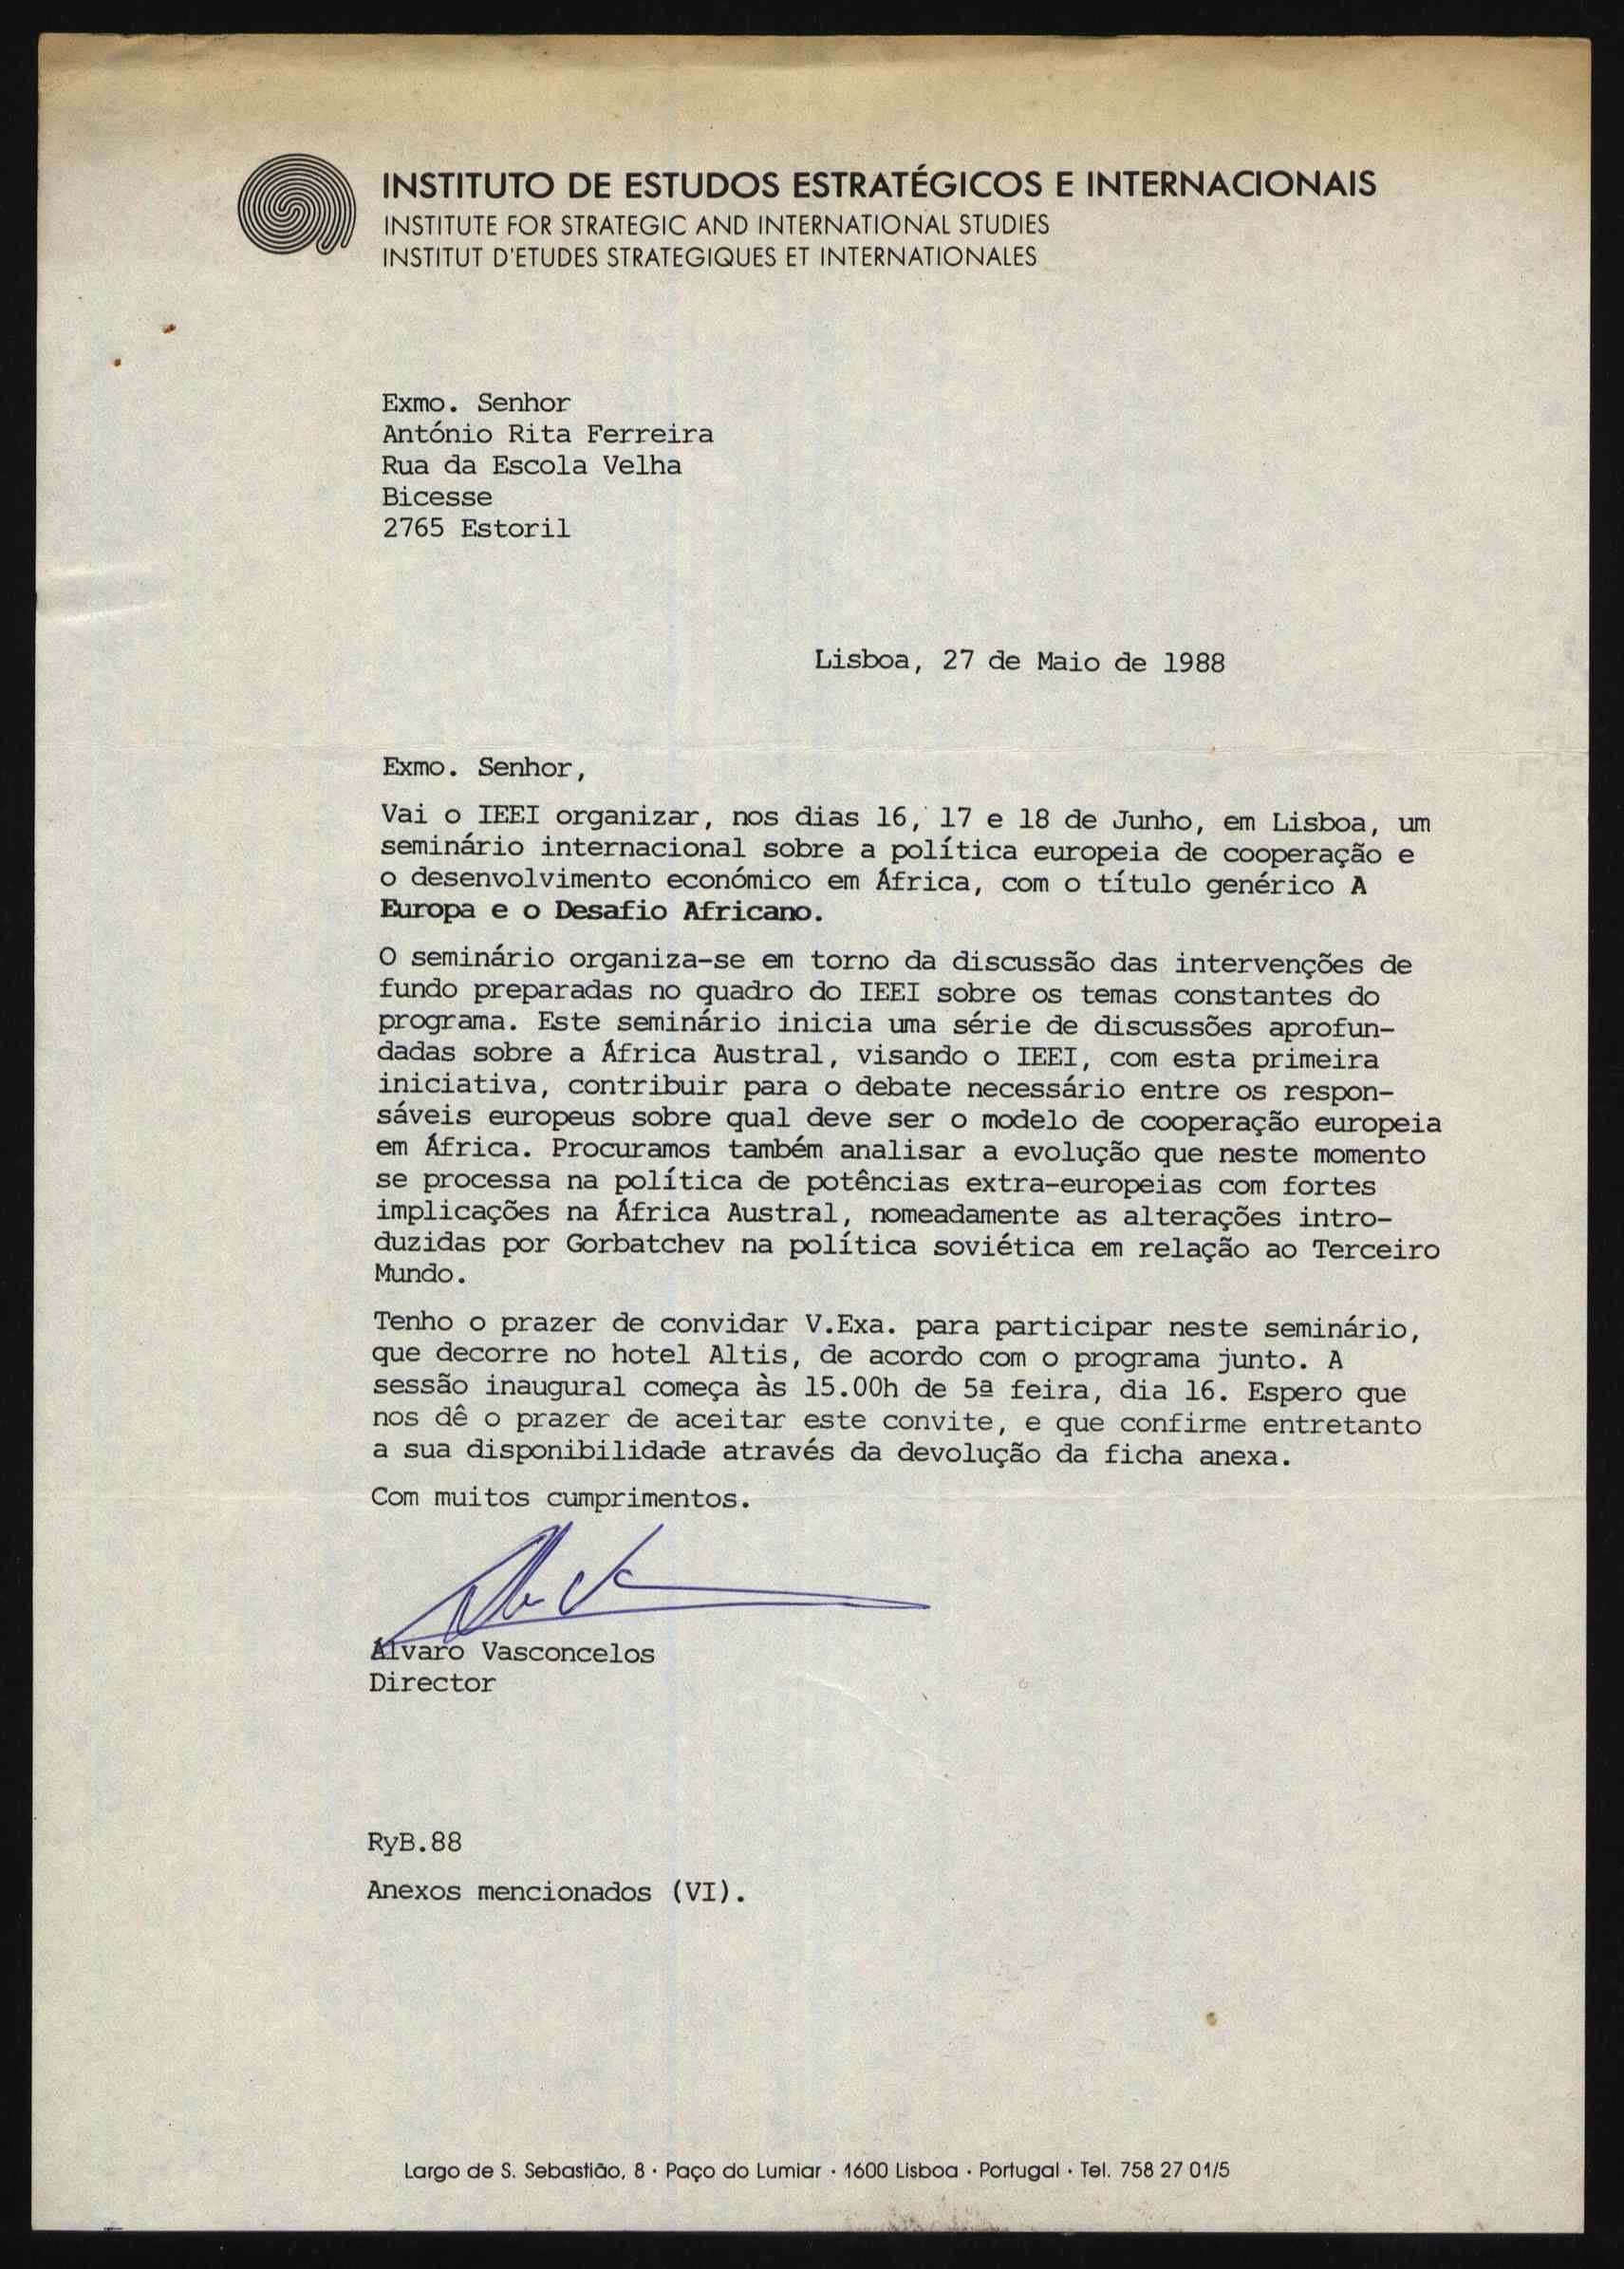 INSTITUTO DE ESTUDOS ESTRATÉGICOS E INTERNACIONAIS
INSTITUTE FOR STRATEGIC AND INTERNATIONAL STUDIES
INSTITUT D'ETUDES STRATEGIQUES ET INTERNATIONALES
Exmo. Senhor
António Rita Ferreira
Rua da Escola Velha
Bicesse
2765 Estoril
Lisboa, 27 de Maio de 1988
Exmo. Senhor,
Vai o IEEI organizar, nos dias 16, 17 e 18 de Junho, em Lisboa, um
seminário internacional sobre a política europeia de cooperação e
o desenvolvimento económico em África, com o título genérico A
Europa e o Desafio Africano.
O seminário organiza-se em torno da discussão das intervenções de
fundo preparadas no quadro do IEEI sobre os temas constantes do
programa. Este seminário inicia uma série de discussões aprofun-
dadas sobre a África Austral, visando o IEEI, com esta primeira
iniciativa, contribuir para o debate necessário entre os respon-
sáveis europeus sobre qual deve ser o modelo de cooperação europeia
em África. Procuramos também analisar a evolução que neste momento
se processa na política de potências extra-europeias com fortes
implicações na África Austral, nomeadamente as alterações intro-
duzidas por Gorbatchev na política soviética em relação ao Terceiro
Mundo.
Tenho o prazer de convidar V.Exa. para participar neste seminário,
que decorre no hotel Altis, de acordo com o programa junto. A
sessão inaugural começa às 15.00h de 5ª feira, dia 16. Espero que
nos dê o prazer de aceitar este convite, e que confirme entretanto
a sua disponibilidade através da devolução da ficha anexa.
Com muitos cumprimentos.
Álvaro Vasconcelos
Director
RyB.88
Anexos mencionados (VI).
Largo de S. Sebastião, 8 · Paço do Lumiar · 1600 Lisboa · Portugal · Tel. 758 27 01/5